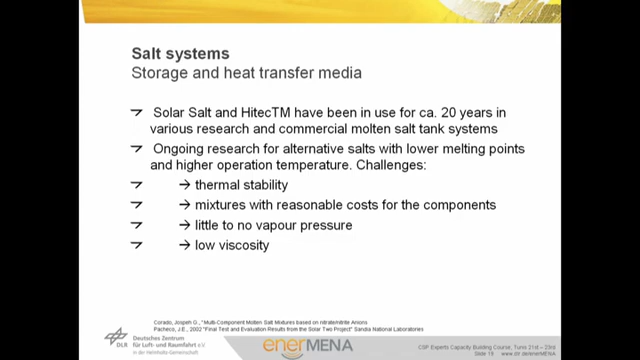 Salt systems
Storage and heat transfer media
Solar Salt and HitecTM have been in use for ca. 20 years in
various research and commercial molten salt tank systems
Ongoing research for alternative salts with lower melting points
and higher operation temperature. Challenges:
→ thermal stability
→ mixtures with reasonable costs for the components
→ little to no vapour pressure
→ low viscosity
Corado, Jospeh G., "Multi-Component Molten Salt Mixtures based on nitrate/nitrite Anions
Pacheco, J.E., 2002 "Final Test and Evaluation Results from the Solar Two Project" Sandia National Laboratories
DLR
Deutsches Zentrum
für Luft- und Raumfahrt e.V.
in der Helmholtz-Gemeinschaft
enerMENA
CSP Experts Capacity Building Course, Tunis 21st – 23rd
Slide 19 www.dlr.de/enerMENA